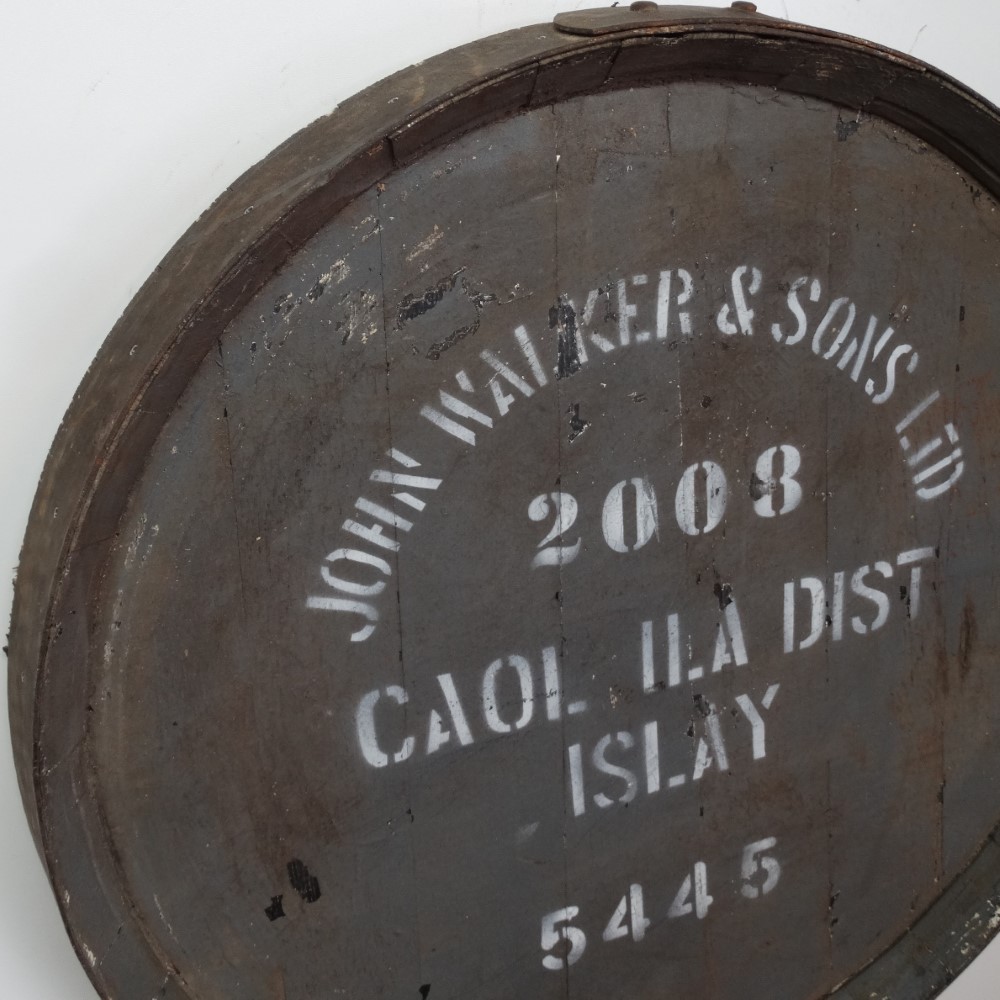 JOHN WALKER & SONS LTD
2008
CAOL ILA DIST
ISLAY
5445